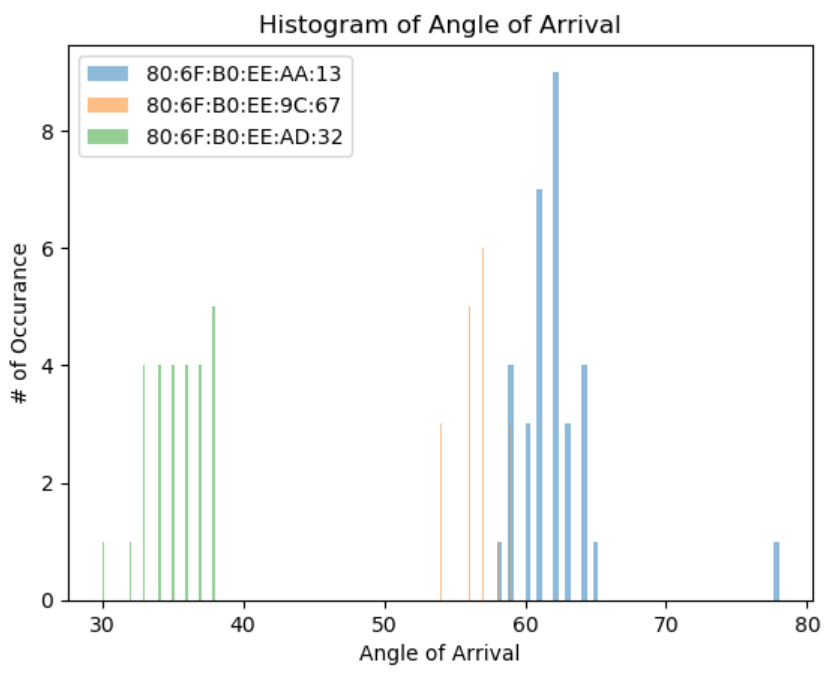 Histogram of Angle of Arrival
80:6F:B0:EE:AA:13
80:6F:B0:EE:9C:67
80:6F:B0:EE:AD:32
# of Occurance
8
6
4
2
0
30 40 50 60 70 80
Angle of Arrival